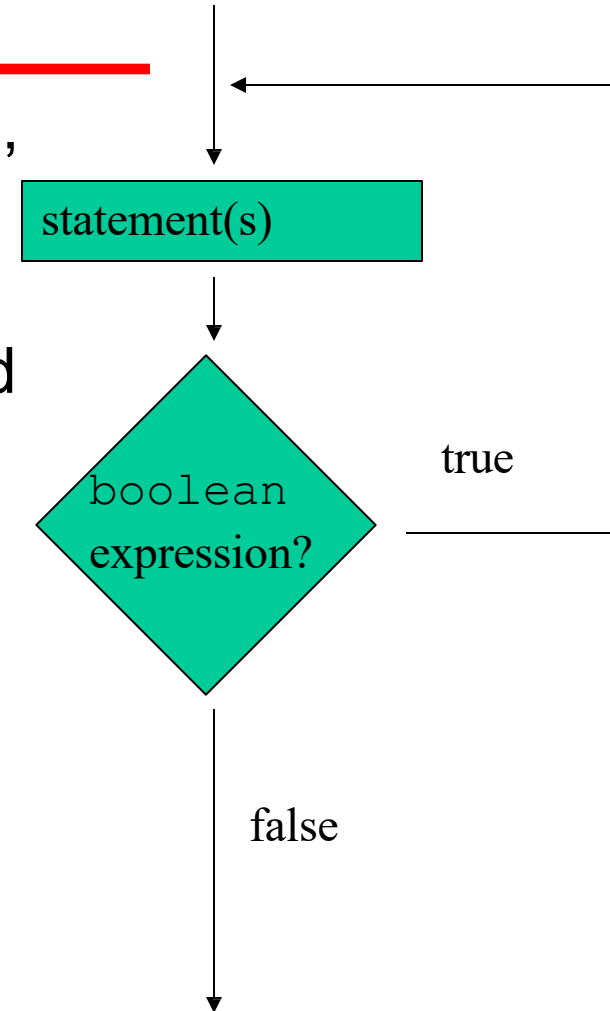 ,
statement(s)
d
true
boolean
expression?
false